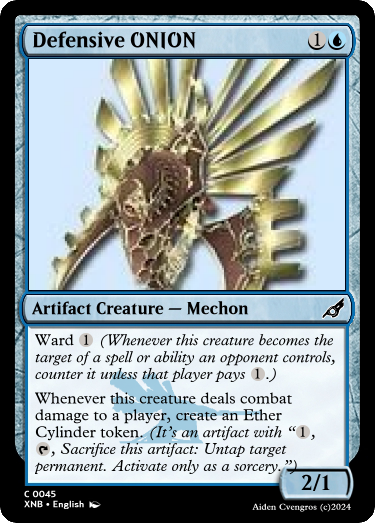 Defensive ONION 1
Artifact Creature — Mechon
Ward 1 (Whenever this creature becomes the
target of a spell or ability an opponent controls,
counter it unless that player pays 1.)
Whenever this creature deals combat
damage to a player, create an Ether
Cylinder token. (It's an artifact with “1,
, Sacrifice this artifact: Untap target
permanent. Activate only as a sorcery.”)
2/1
C 0045
XNB • English Aiden Cvengros (c)2024